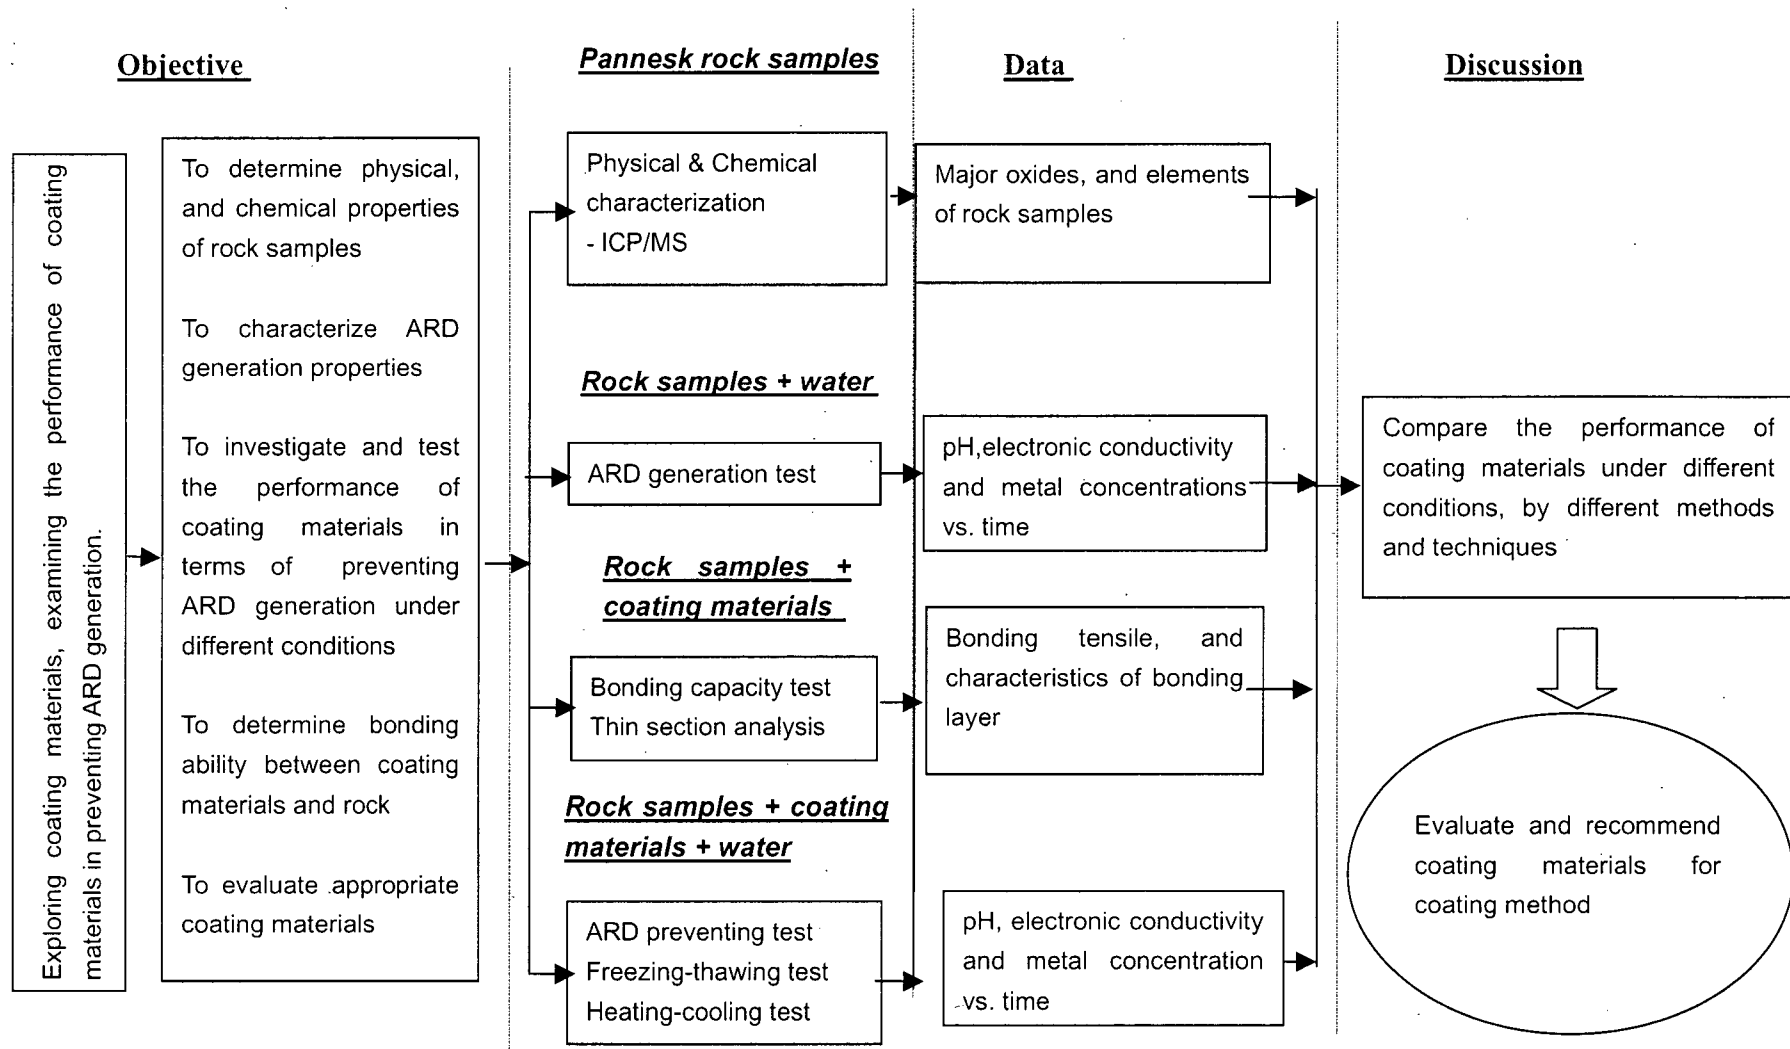 Objective
Exploring coating materials, examining the performance of coating
materials in preventing ARD generation.
To determine physical,
and chemical properties
of rock samples
To characterize ARD
generation properties
To investigate and test
the performance of
coating materials in
terms of preventing
ARD generation under
different conditions
To determine bonding
ability between coating
materials and rock
To evaluate appropriate
coating materials
Pannesk rock samples
Physical & Chemical
characterization
- ICP/MS
Rock samples + water
ARD generation test
Rock samples +
coating materials
Bonding capacity test
Thin section analysis
Rock samples + coating
materials + water
ARD preventing test
Freezing-thawing test
Heating-cooling test
Data
Major oxides, and elements
of rock samples
pH,electronic conductivity
and metal concentrations
vs. time
Bonding tensile, and
characteristics of bonding
layer
pH, electronic conductivity
and metal concentration
vs. time
Discussion
Compare the performance of
coating materials under different
conditions, by different methods
and techniques
Evaluate and recommend
coating materials for
coating method